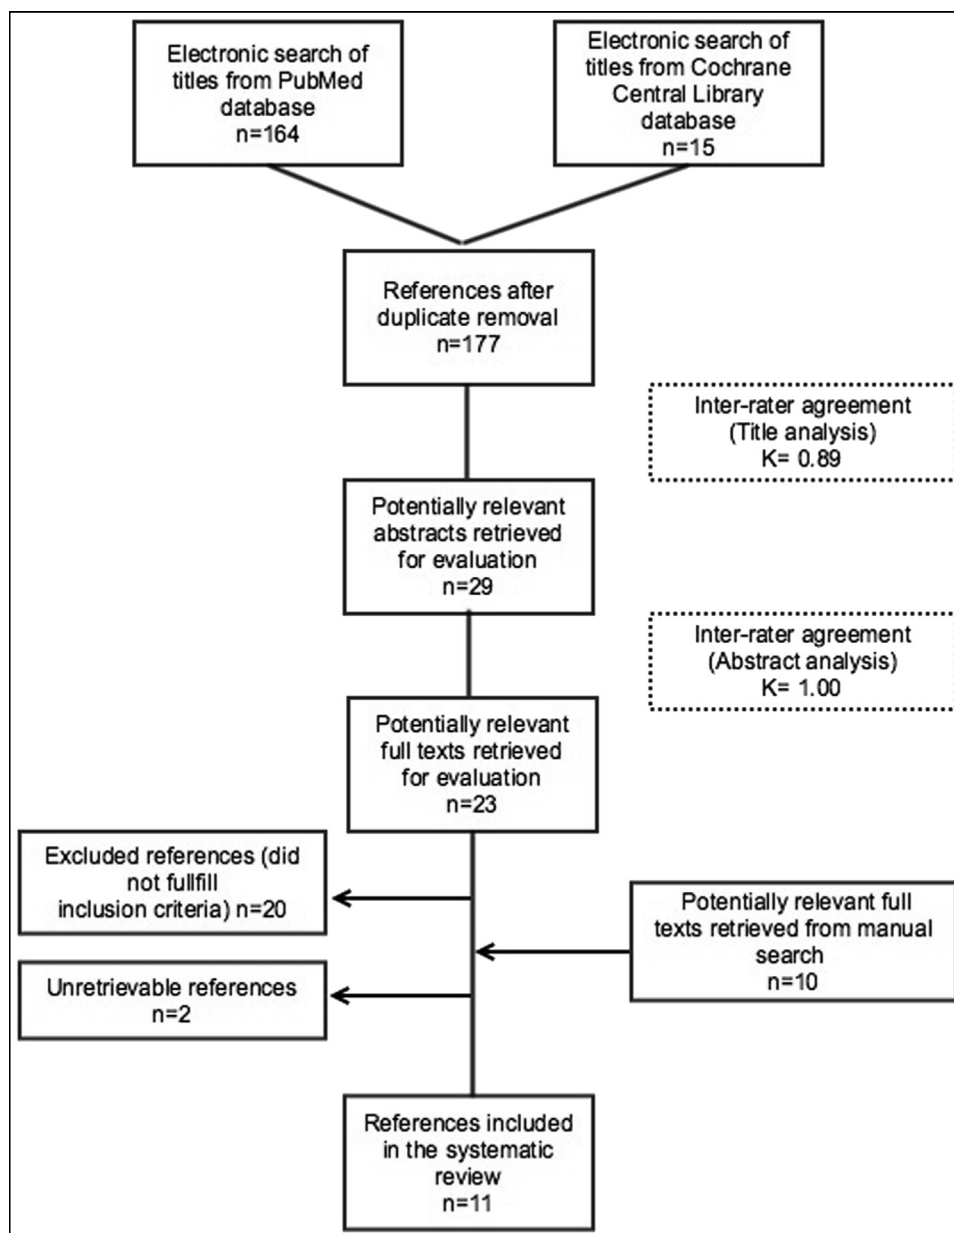 Electronic search of
titles from PubMed
database
n=164
Electronic search of
titles from Cochrane
Central Library
database
n=15
References after
duplicate removal
n=177
Inter-rater agreement
(Title analysis)
K= 0.89
Potentially relevant
abstracts retrieved
for evaluation
n=29
Inter-rater agreement
(Abstract analysis)
K= 1.00
Potentially relevant
full texts retrieved
for evaluation
n=23
Excluded references (did
not fullfill
inclusion criteria) n=20
Potentially relevant full
texts retrieved from manual
search
n=10
Unretrievable references
n=2
References included
in the systematic
review
n=11